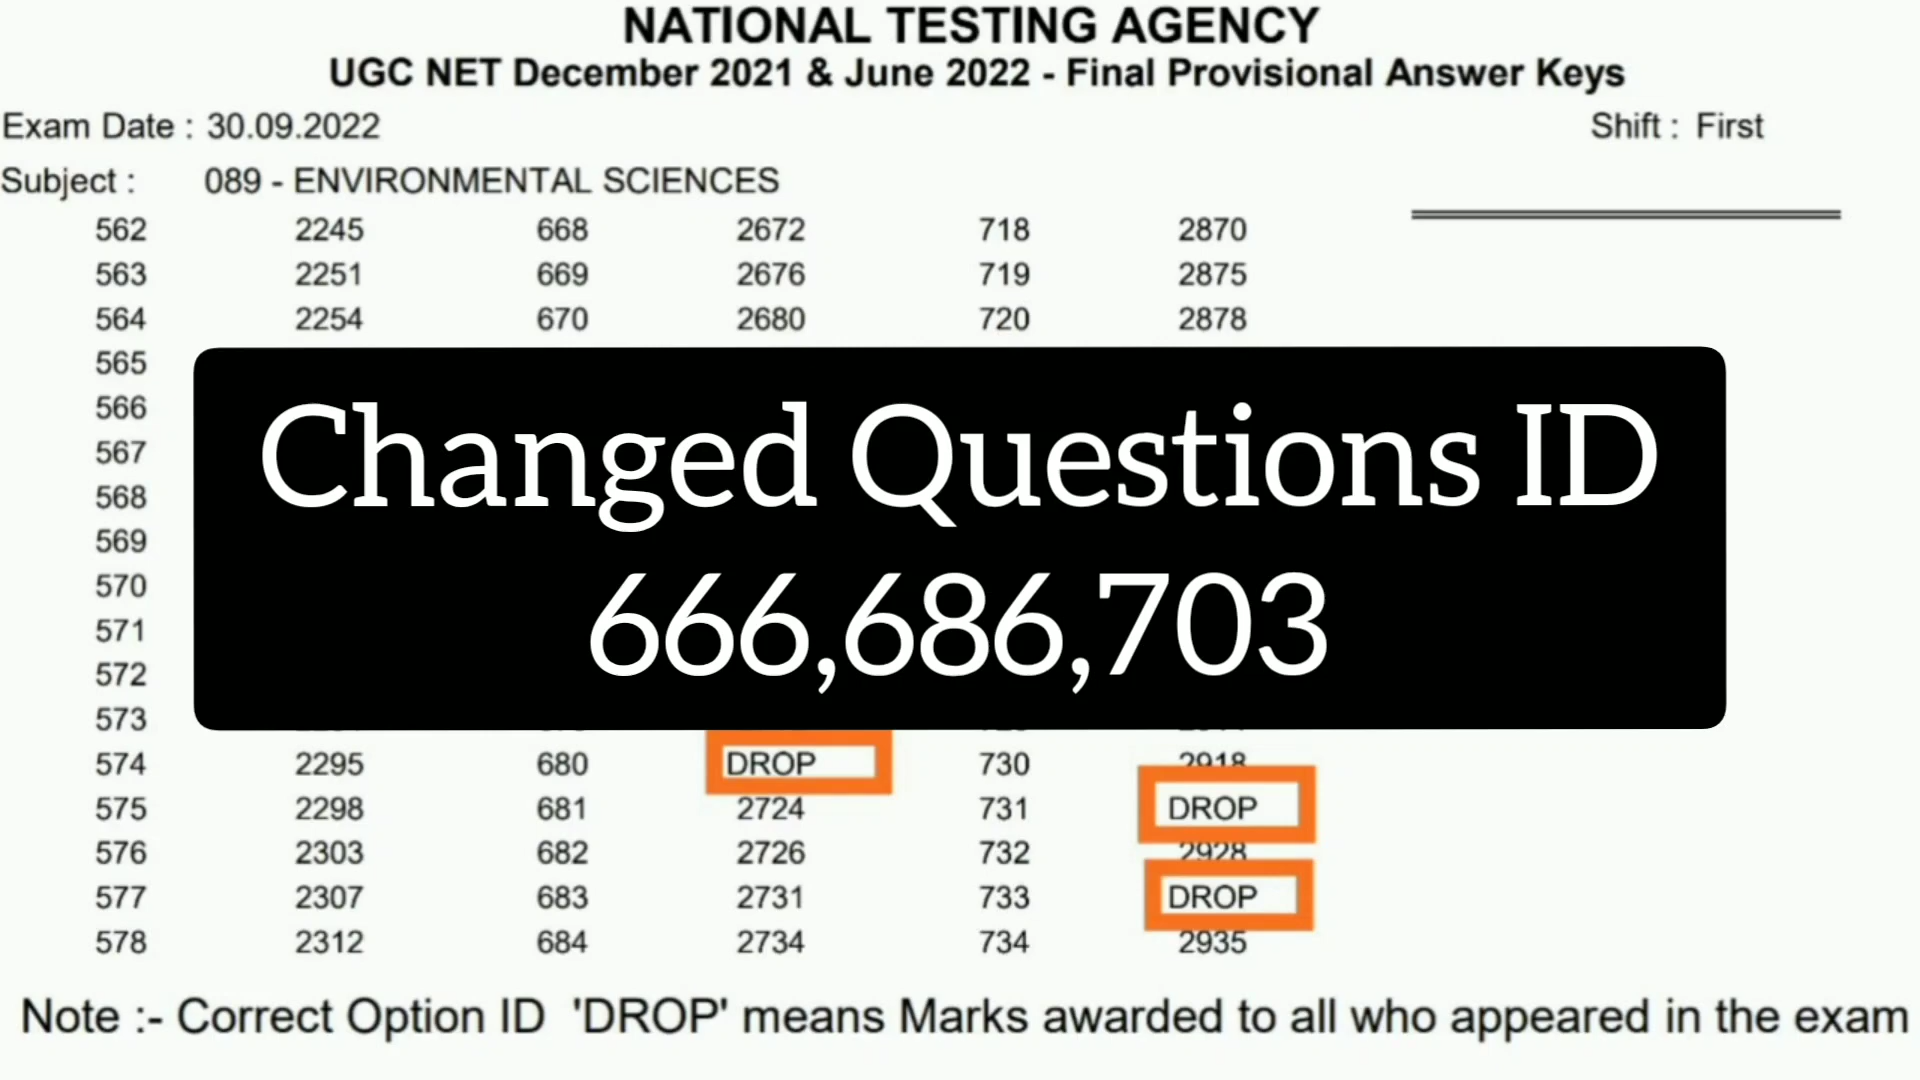 NATIONAL TESTING AGENCY
UGC NET December 2021 & June 2022 - Final Provisional Answer Keys
Exam Date : 30.09.2022 Shift : First
Subject : 089 - ENVIRONMENTAL SCIENCES
562 2245 668 2672 718 2870
563 2251 669 2676 719 2875
564 2254 670 2680 720 2878
565
566
567
568
569
570
571
572
573
Changed Questions ID
666,686,703
574 2295 680 DROP 730 2918
575 2298 681 2724 731 DROP
576 2303 682 2726 732 2928
577 2307 683 2731 733 DROP
578 2312 684 2734 734 2935
Note :- Correct Option ID 'DROP' means Marks awarded to all who appeared in the exam